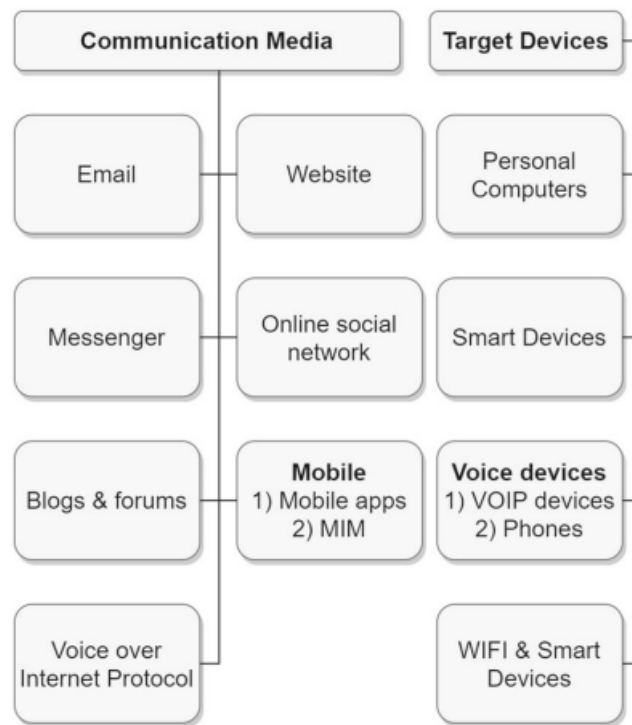 Communication Media
Target Devices
Email
Website
Personal
Computers
Messenger
Online social
network
Smart Devices
Blogs & forums
Mobile
1) Mobile apps
2) MIM
Voice devices
1) VOIP devices
2) Phones
Voice over
Internet Protocol
WIFI & Smart
Devices